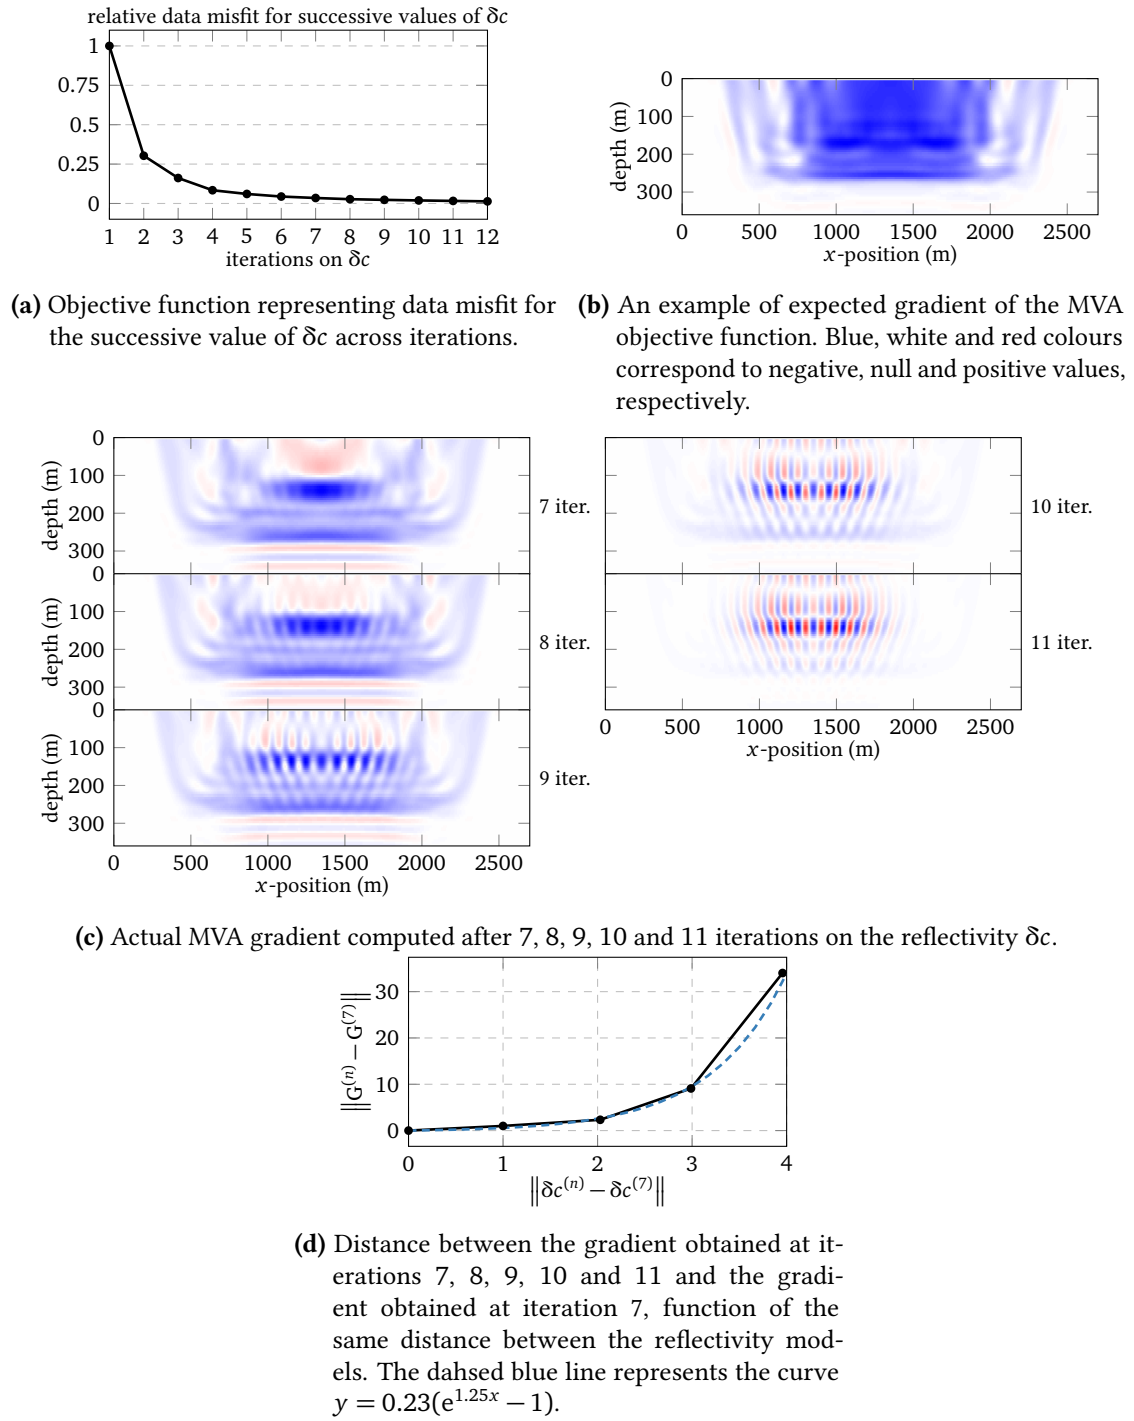 relative data misfit for successive values of δc
1
0.75
0.5
0.25
0
1 2 3 4 5 6 7 8 9 10 11 12
iterations on δc
(a) Objective function representing data misfit for
the successive value of δc across iterations.
0
100
200
300
depth (m)
0 500 1000 1500 2000 2500
x-position (m)
(b) An example of expected gradient of the MVA
objective function. Blue, white and red colours
correspond to negative, null and positive values,
respectively.
0
100
200
300
depth (m)
7 iter.
0
100
200
300
depth (m)
8 iter.
0
100
200
300
depth (m)
9 iter.
0 500 1000 1500 2000 2500
x-position (m)
10 iter.
11 iter.
0 500 1000 1500 2000 2500
x-position (m)
(c) Actual MVA gradient computed after 7, 8, 9, 10 and 11 iterations on the reflectivity δc.
30
20
10
0
‖G⁽ⁿ⁾ − G⁽⁷⁾‖
0 1 2 3 4
‖δc⁽ⁿ⁾ − δc⁽⁷⁾‖
(d) Distance between the gradient obtained at it-
erations 7, 8, 9, 10 and 11 and the gradi-
ent obtained at iteration 7, function of the
same distance between the reflectivity mod-
els. The dahsed blue line represents the curve
y = 0.23(e^{1.25x} − 1).